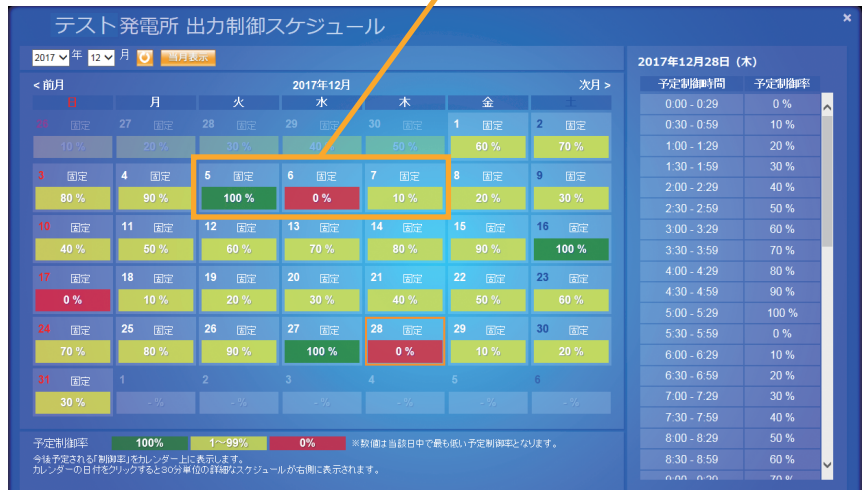 テスト発電所 出力制御スケジュール
×
2017 年 12 月 当月表示
< 前月 2017年12月 次月 >
日 月 火 水 木 金 土
27 固定 28 固定 29 固定 30 固定 1 固定 2 固定
10 % 20 % 30 % 40 % 50 % 60 % 70 %
3 固定 4 固定 5 固定 6 固定 7 固定 8 固定 9 固定
80 % 90 % 100 % 0 % 10 % 20 % 30 %
10 固定 11 固定 12 固定 13 固定 14 固定 15 固定 16 固定
40 % 50 % 60 % 70 % 80 % 90 % 100 %
17 固定 18 固定 19 固定 20 固定 21 固定 22 固定 23 固定
0 % 10 % 20 % 30 % 40 % 50 % 60 %
24 固定 25 固定 26 固定 27 固定 28 固定 29 固定 30 固定
70 % 80 % 90 % 100 % 0 % 10 % 20 %
31 固定 1 2 3 4 5 6
30 % - % - % - % - % - % - %
予定制御率 100% 1～99% 0% ※数値は当該日中で最も低い予定制御率となります。
今後予定される「制御率」をカレンダー上に表示します。
カレンダーの日付をクリックすると30分単位の詳細なスケジュールが右側に表示されます。
2017年12月28日（木）
予定制御時間 予定制御率
0:00 - 0:29 0 %
0:30 - 0:59 10 %
1:00 - 1:29 20 %
1:30 - 1:59 30 %
2:00 - 2:29 40 %
2:30 - 2:59 50 %
3:00 - 3:29 60 %
3:30 - 3:59 70 %
4:00 - 4:29 80 %
4:30 - 4:59 90 %
5:00 - 5:29 100 %
5:30 - 5:59 0 %
6:00 - 6:29 10 %
6:30 - 6:59 20 %
7:00 - 7:29 30 %
7:30 - 7:59 40 %
8:00 - 8:29 50 %
8:30 - 8:59 60 %
9:00 - 9:29 70 %